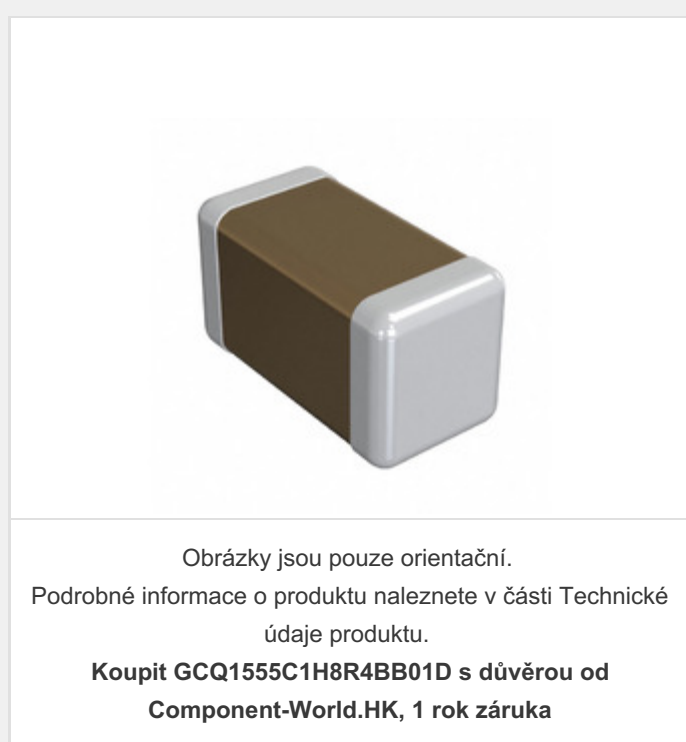 Obrázky jsou pouze orientační.
Podrobné informace o produktu naleznete v části Technické
údaje produktu.
Koupit GCQ1555C1H8R4BB01D s důvěrou od
Component-World.HK, 1 rok záruka